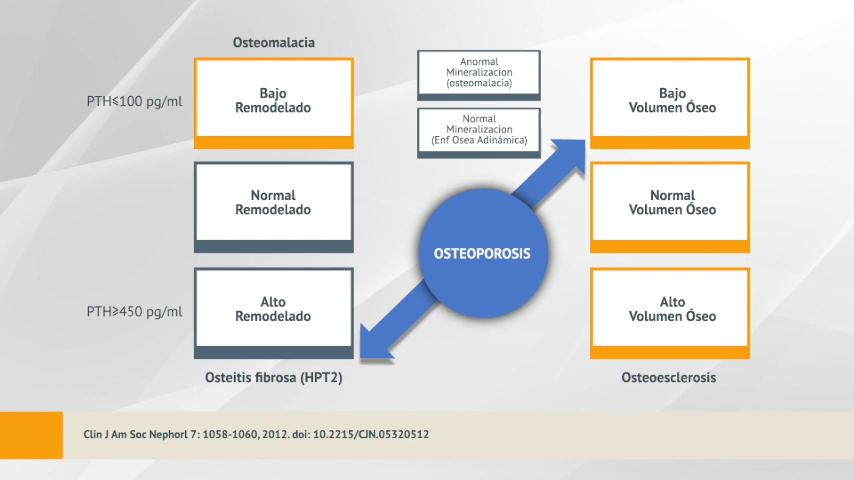 Osteomalacia
PTH≤100 pg/ml
Bajo
Remodelado
Normal
Remodelado
PTH≥450 pg/ml
Alto
Remodelado
Osteitis fibrosa (HPT2)
Anormal
Mineralizacion
(osteomalacia)
Normal
Mineralizacion
(Enf Osea Adinámica)
OSTEOPOROSIS
Bajo
Volumen Óseo
Normal
Volumen Óseo
Alto
Volumen Óseo
Osteoesclerosis
Clin J Am Soc Nephorl 7: 1058-1060, 2012. doi: 10.2215/CJN.05320512